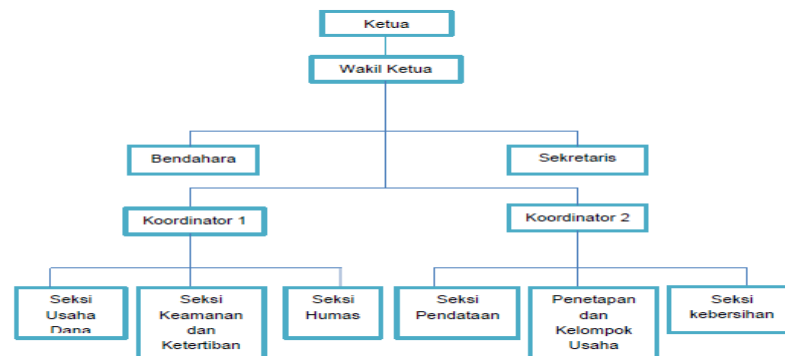 Ketua
Wakil Ketua
Bendahara
Sekretaris
Koordinator 1
Koordinator 2
Seksi
Usaha
Dana
Seksi
Keamanan
dan
Ketertiban
Seksi
Humas
Seksi
Pendataan
Penetapan
dan
Kelompok
Usaha
Seksi
kebersihan